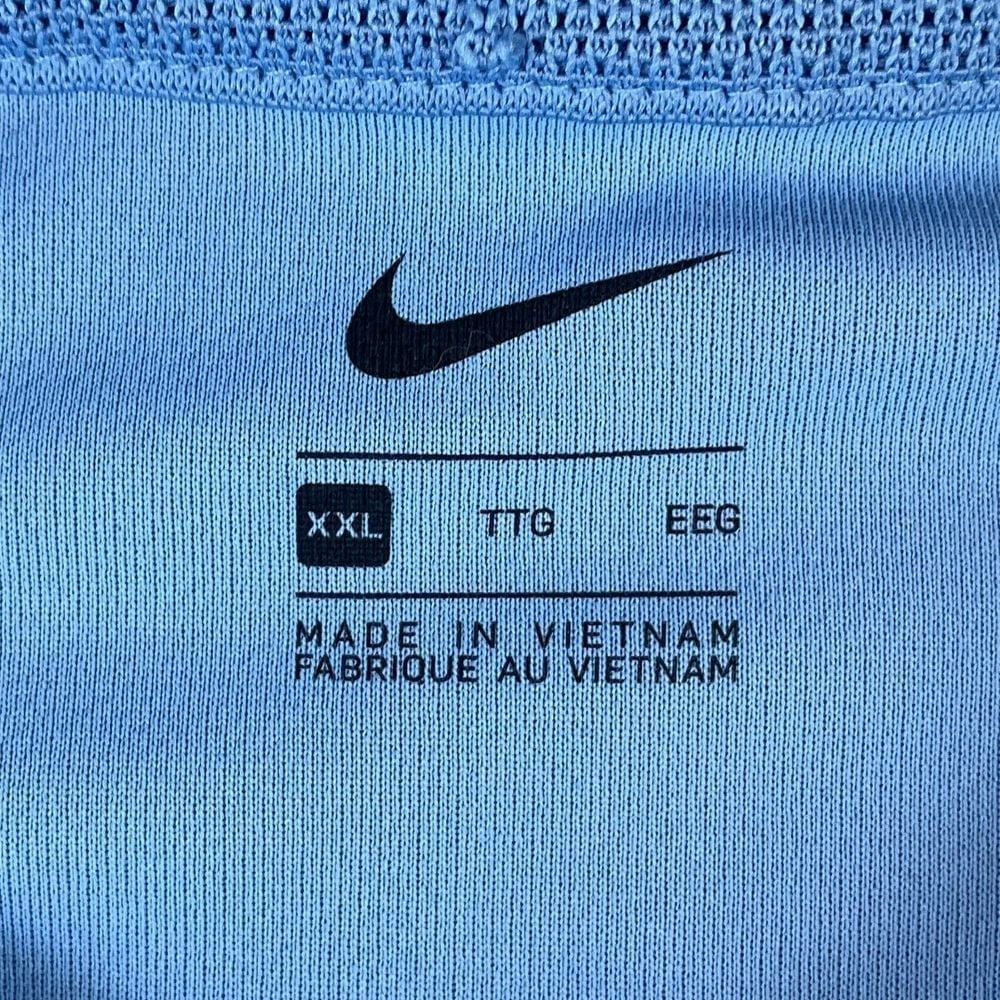 XXL TTG EEG
MADE IN VIETNAM
FABRIQUE AU VIETNAM